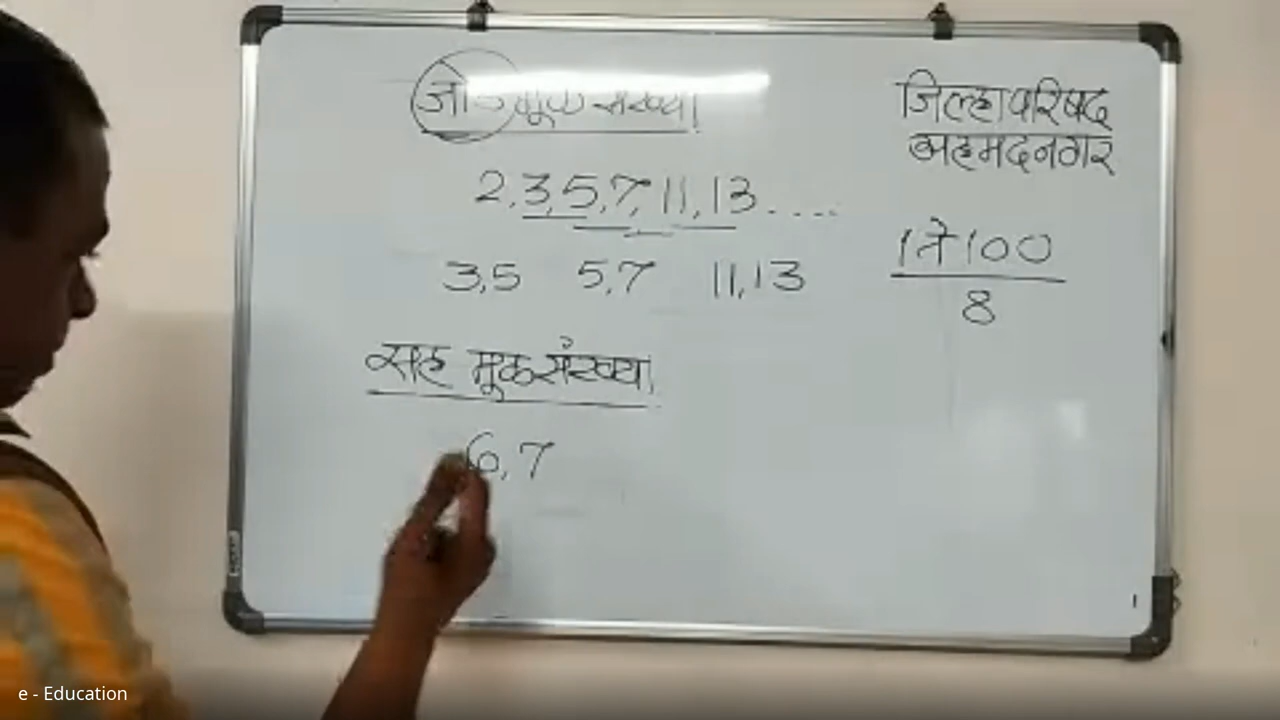 जोडमूळ संख्या
2, 3, 5, 7, 11, 13 . . . .
3,5 5,7 11,13
सह मूळ संख्या
6, 7
जिल्हा परिषद
अहमदनगर
1 ते 100
8
e - Education